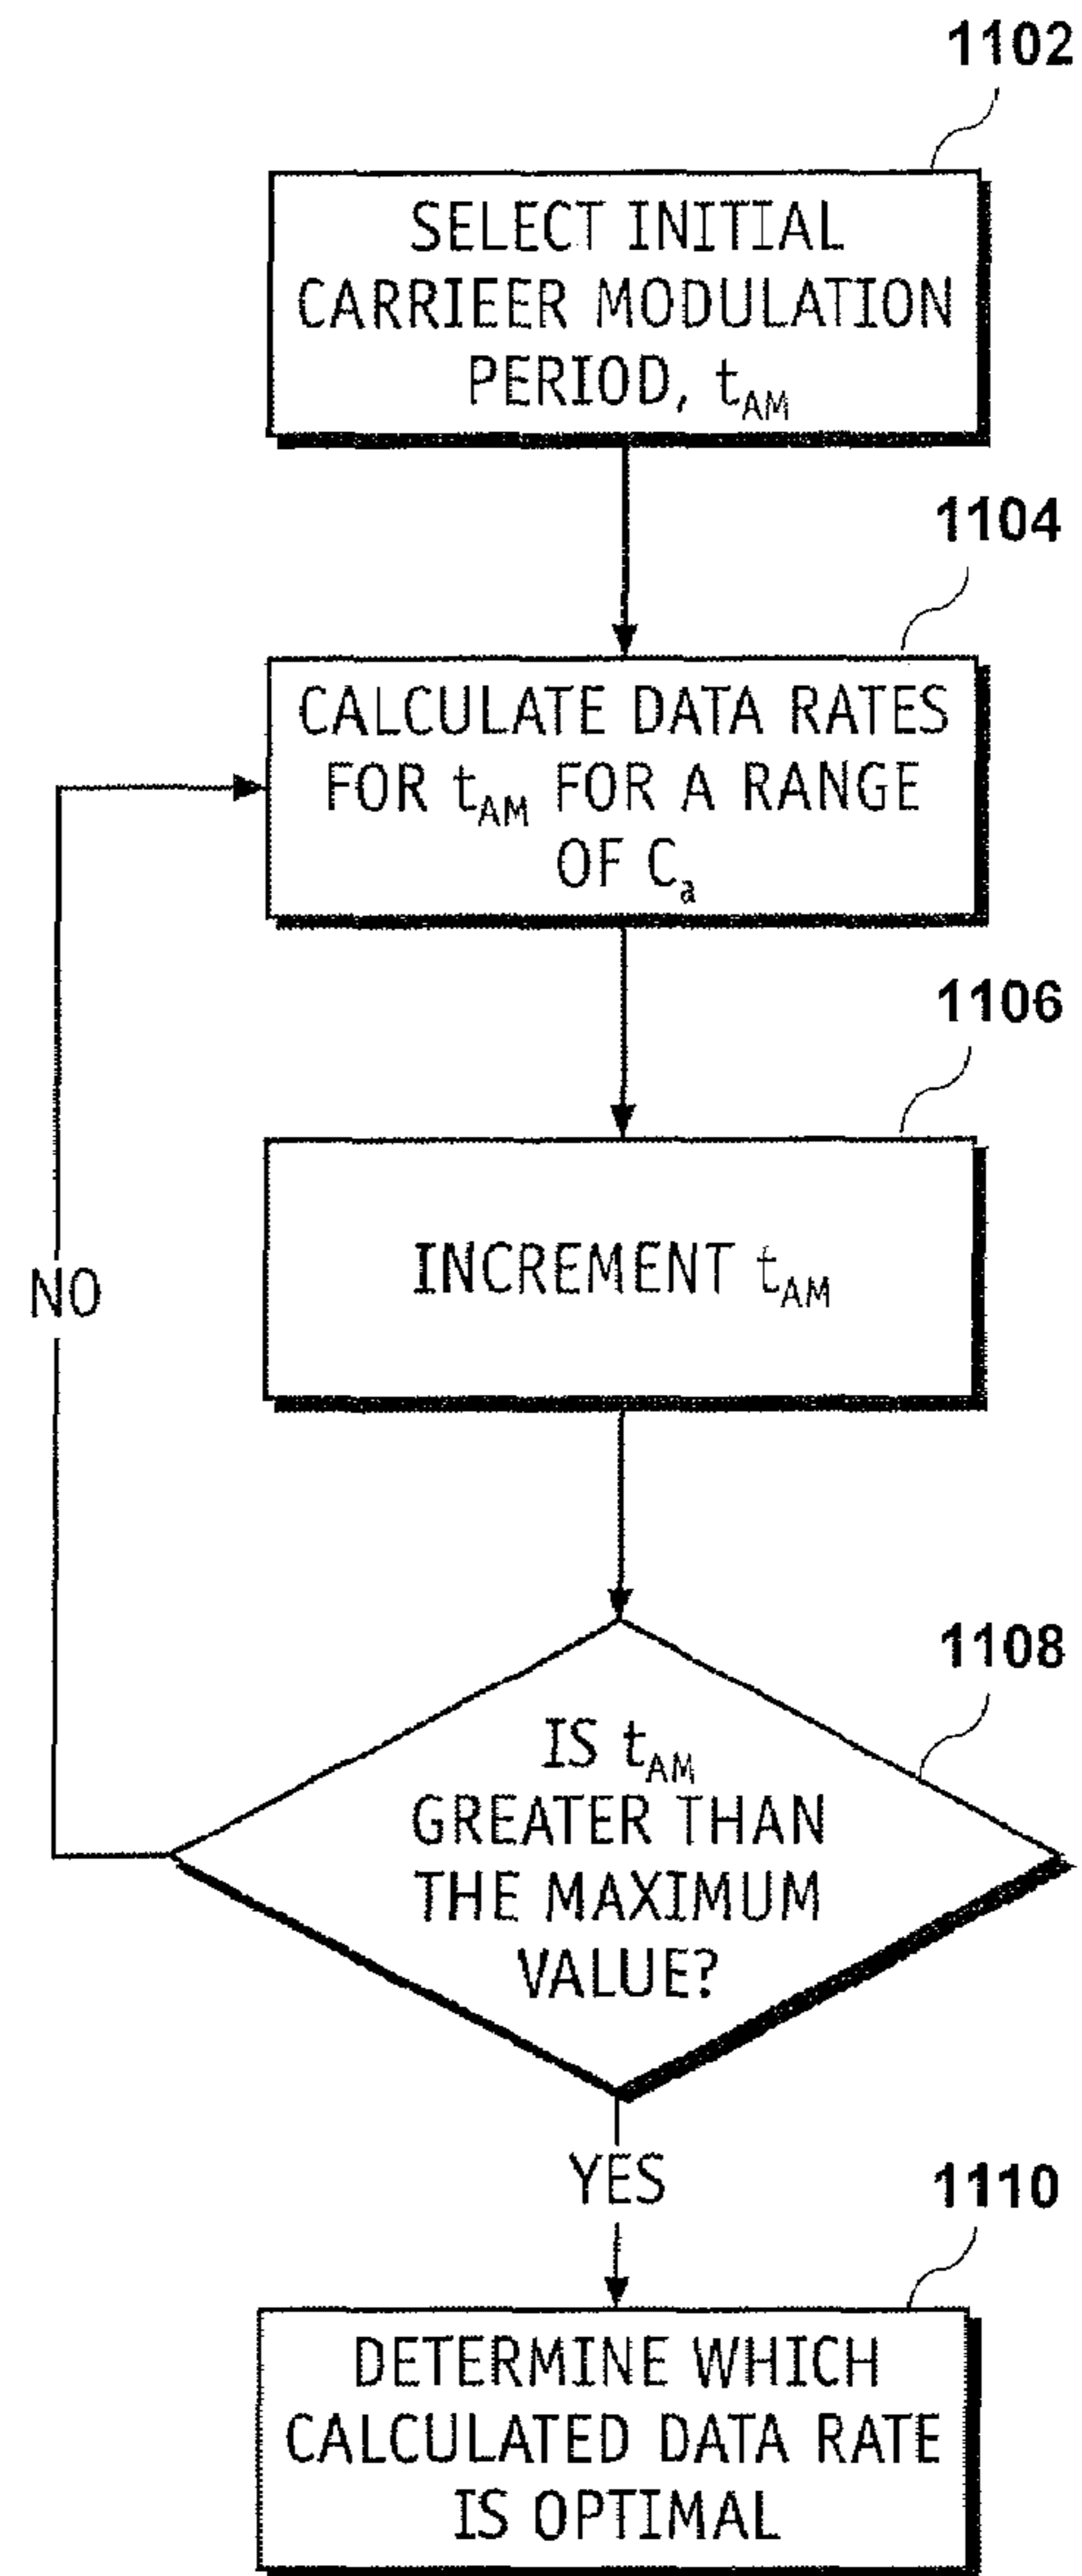 1102
SELECT INITIAL
CARRIEER MODULATION
PERIOD, tAM
1104
CALCULATE DATA RATES
FOR tAM FOR A RANGE
OF Ca
1106
INCREMENT tAM
NO
1108
IS tAM
GREATER THAN
THE MAXIMUM
VALUE?
YES
1110
DETERMINE WHICH
CALCULATED DATA RATE
IS OPTIMAL